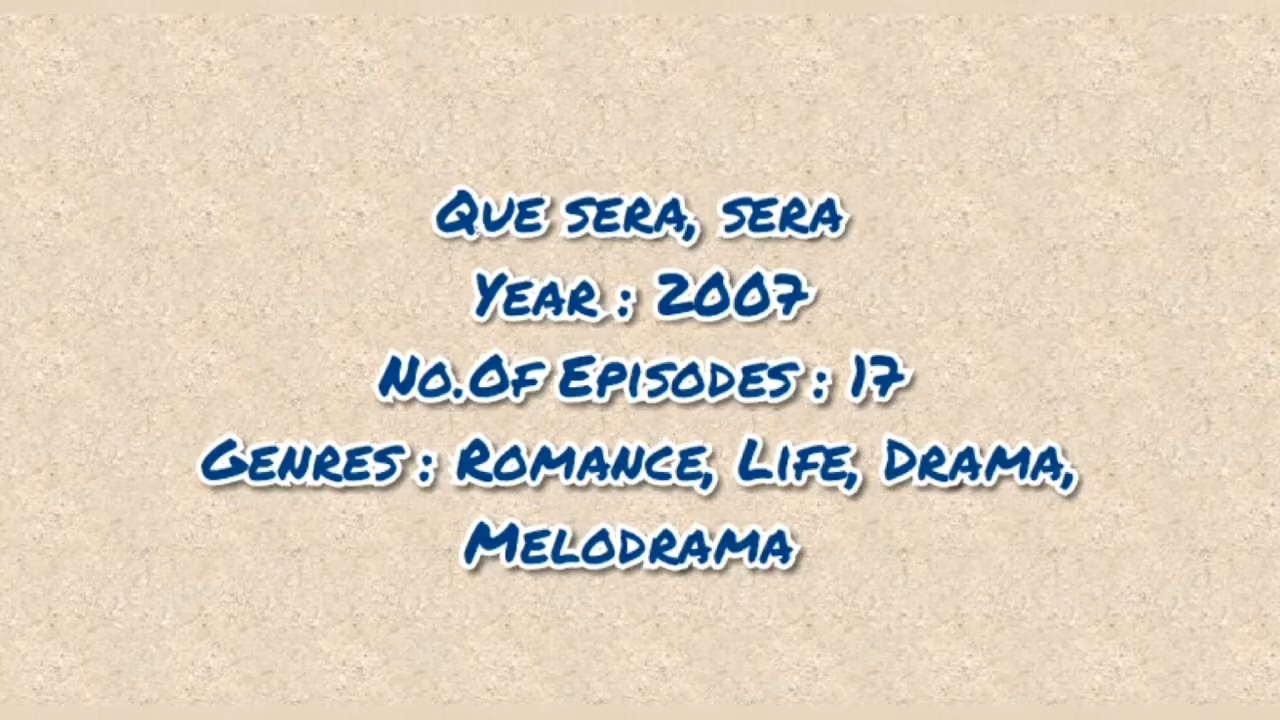 Que sera, sera
Year : 2007
No.Of Episodes : 17
Genres : Romance, Life, Drama,
Melodrama